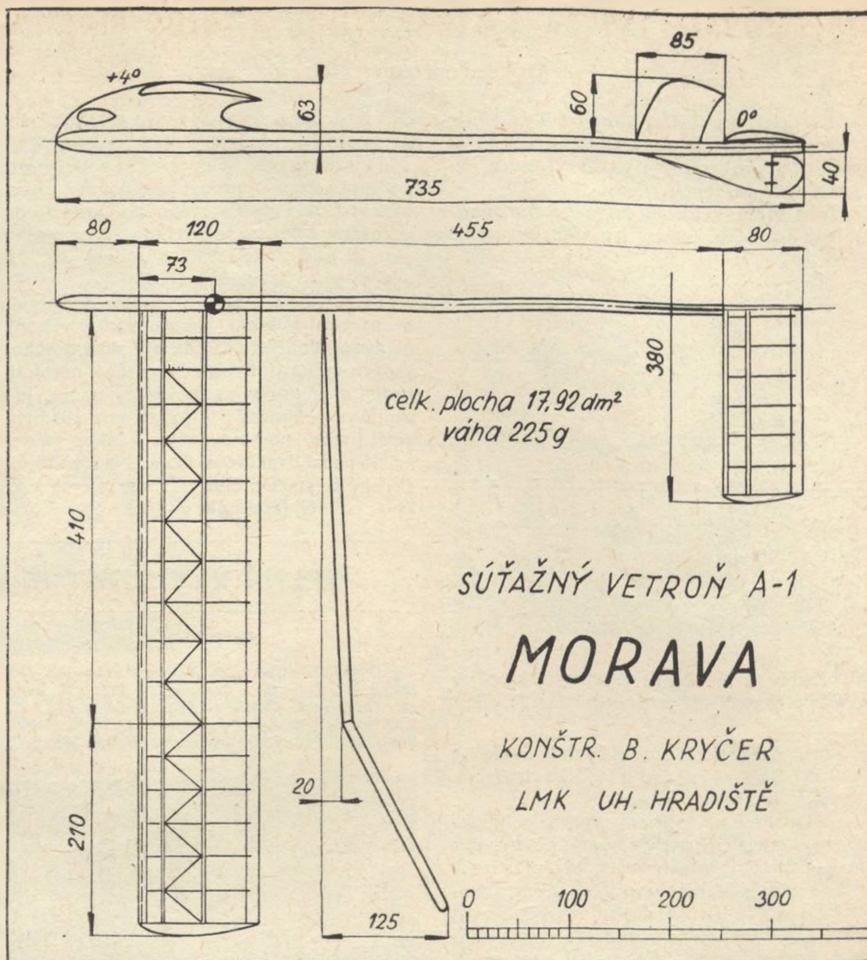 +4°
63
85
60
0°
40
735
80
120
455
80
73
380
celk. plocha 17,92 dm²
váha 225 g
410
SÚŤAŽNÝ VETROŇ A-1
MORAVA
KONŠTR. B. KRYČER
LMK UH. HRADIŠTĚ
20
210
125
0 100 200 300